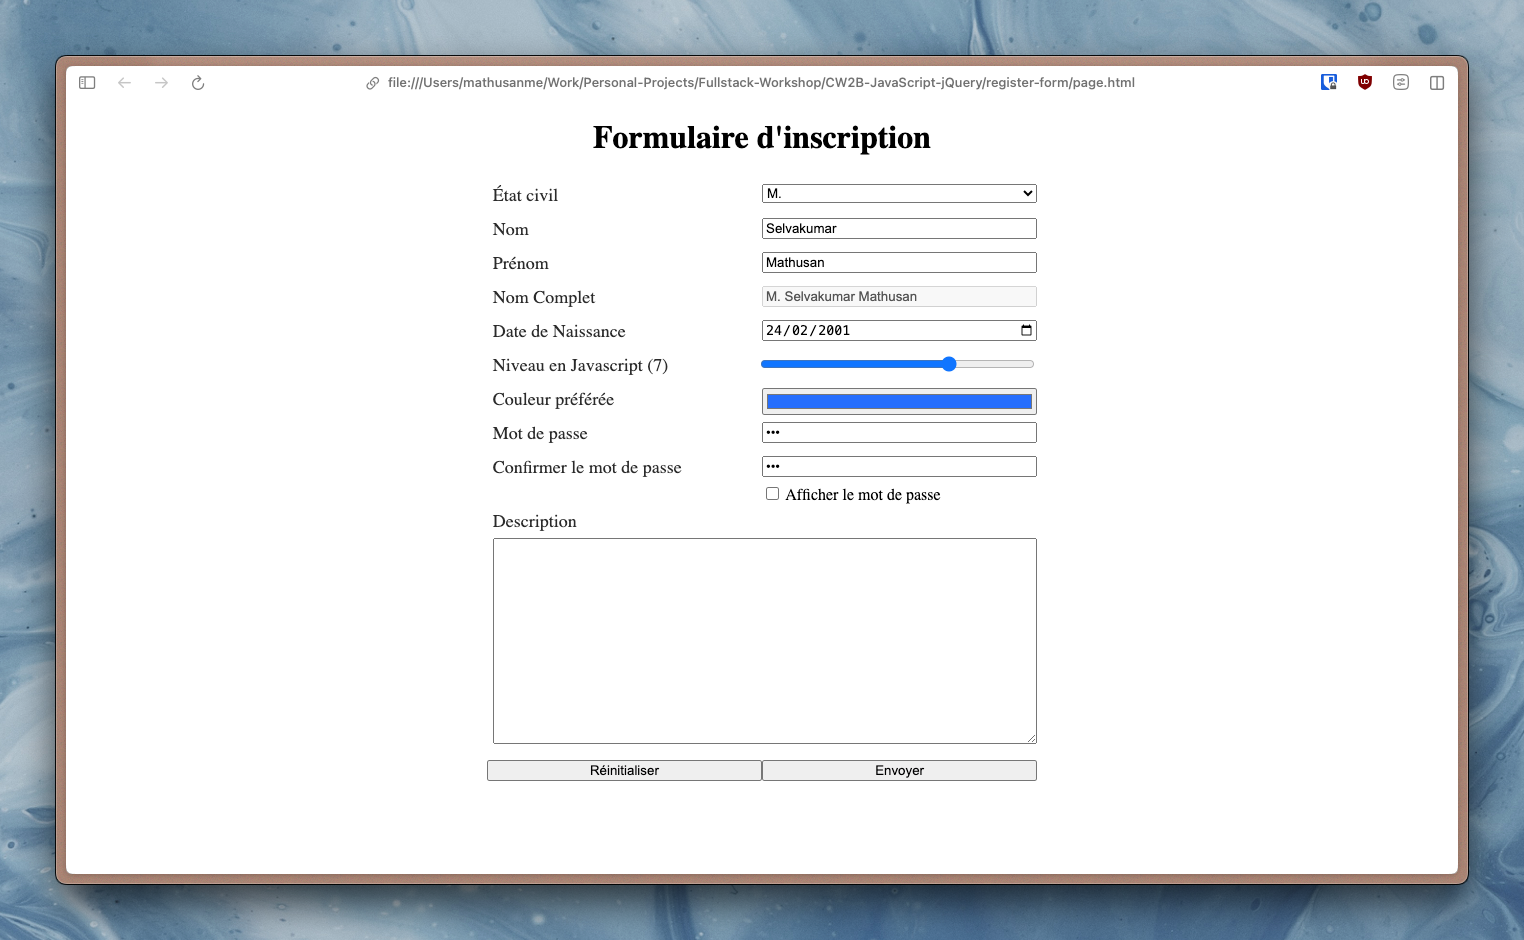 file:///Users/mathusanme/Work/Personal-Projects/Fullstack-Workshop/CW2B-JavaScript-jQuery/register-form/page.html
Formulaire d'inscription
État civil M.
Nom Selvakumar
Prénom Mathusan
Nom Complet M. Selvakumar Mathusan
Date de Naissance 24/02/2001
Niveau en Javascript (7)
Couleur préférée
Mot de passe •••
Confirmer le mot de passe •••
Afficher le mot de passe
Description
Réinitialiser Envoyer